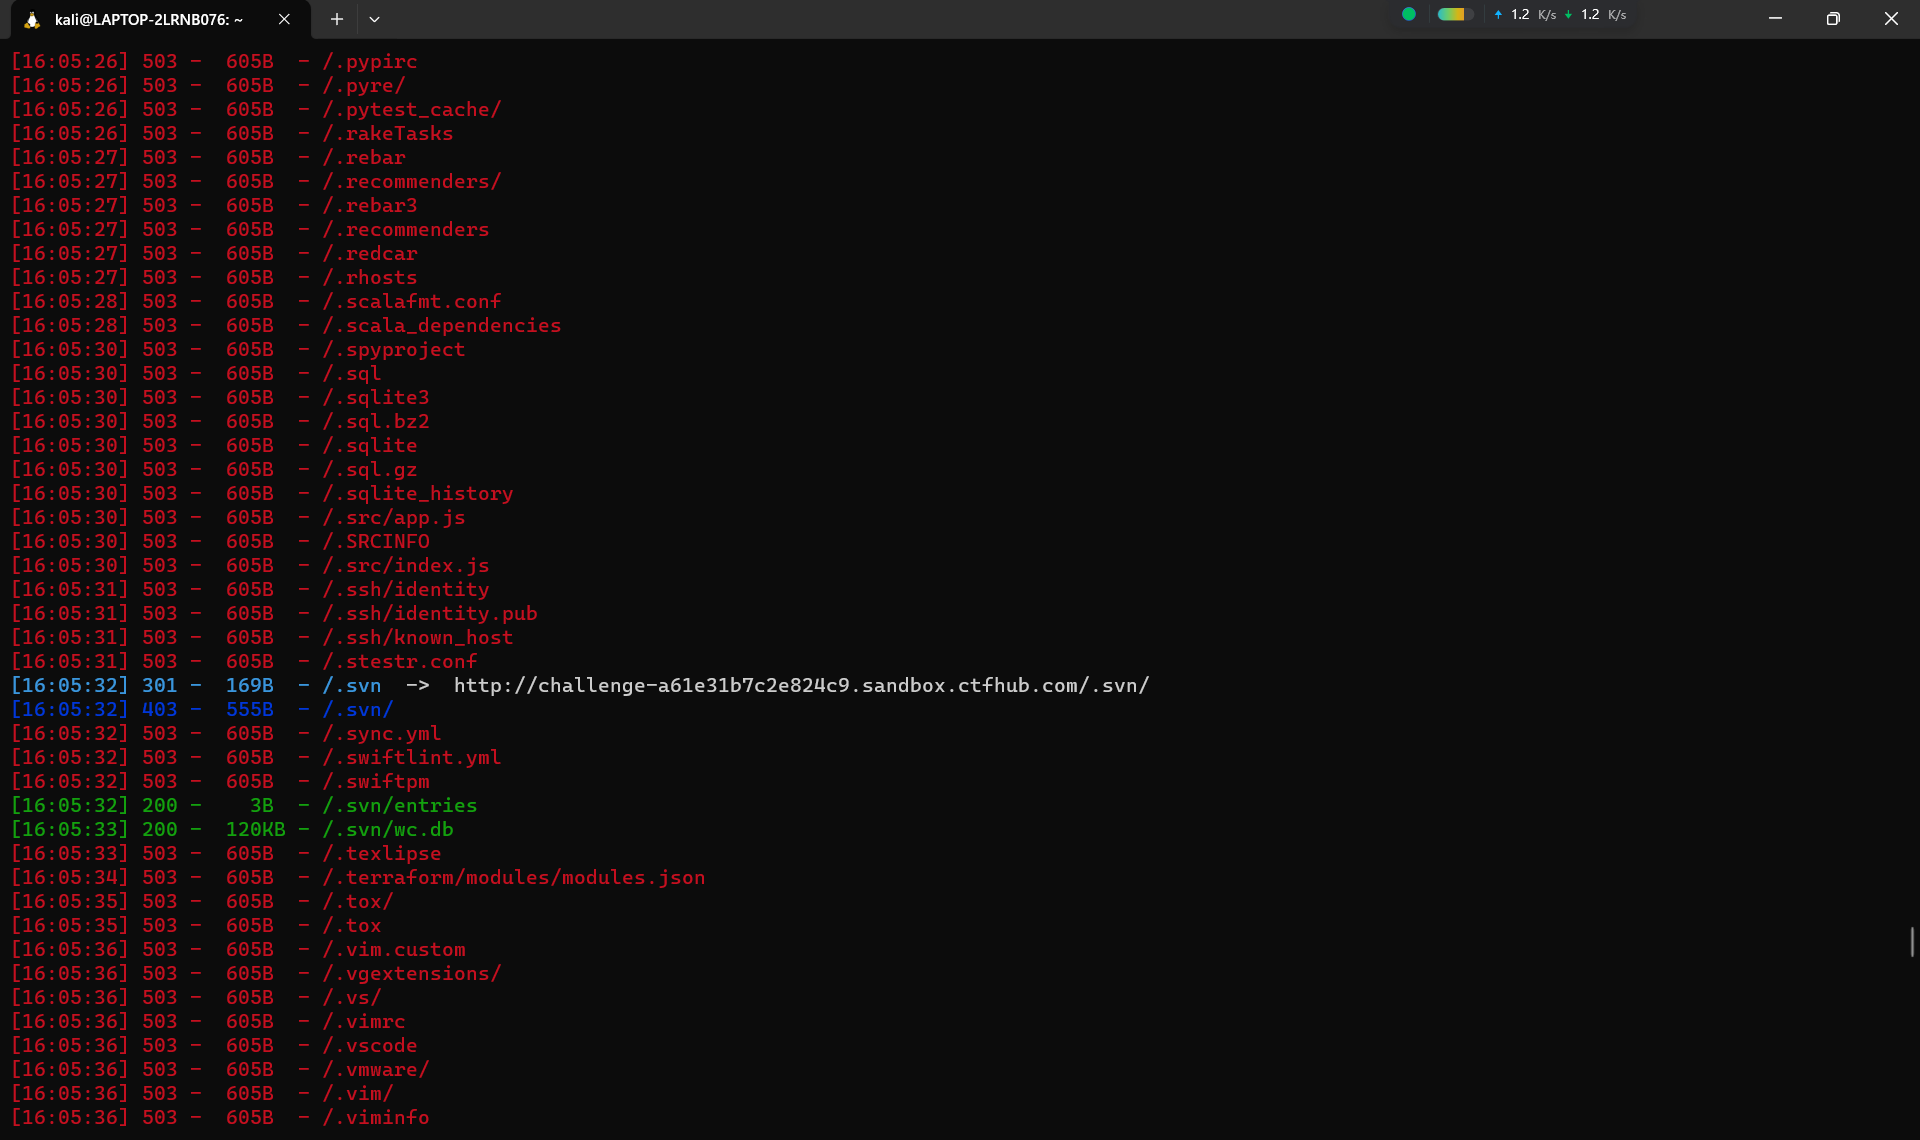 kali@LAPTOP-2LRNB076: ~
1.2 K/s 1.2 K/s
[16:05:26] 503 -  605B  - /.pypirc
[16:05:26] 503 -  605B  - /.pyre/
[16:05:26] 503 -  605B  - /.pytest_cache/
[16:05:26] 503 -  605B  - /.rakeTasks
[16:05:27] 503 -  605B  - /.rebar
[16:05:27] 503 -  605B  - /.recommenders/
[16:05:27] 503 -  605B  - /.rebar3
[16:05:27] 503 -  605B  - /.recommenders
[16:05:27] 503 -  605B  - /.redcar
[16:05:27] 503 -  605B  - /.rhosts
[16:05:28] 503 -  605B  - /.scalafmt.conf
[16:05:28] 503 -  605B  - /.scala_dependencies
[16:05:30] 503 -  605B  - /.spyproject
[16:05:30] 503 -  605B  - /.sql
[16:05:30] 503 -  605B  - /.sqlite3
[16:05:30] 503 -  605B  - /.sql.bz2
[16:05:30] 503 -  605B  - /.sqlite
[16:05:30] 503 -  605B  - /.sql.gz
[16:05:30] 503 -  605B  - /.sqlite_history
[16:05:30] 503 -  605B  - /.src/app.js
[16:05:30] 503 -  605B  - /.SRCINFO
[16:05:30] 503 -  605B  - /.src/index.js
[16:05:31] 503 -  605B  - /.ssh/identity
[16:05:31] 503 -  605B  - /.ssh/identity.pub
[16:05:31] 503 -  605B  - /.ssh/known_host
[16:05:31] 503 -  605B  - /.stestr.conf
[16:05:32] 301 -  169B  - /.svn  ->  http://challenge-a61e31b7c2e824c9.sandbox.ctfhub.com/.svn/
[16:05:32] 403 -  555B  - /.svn/
[16:05:32] 503 -  605B  - /.sync.yml
[16:05:32] 503 -  605B  - /.swiftlint.yml
[16:05:32] 503 -  605B  - /.swiftpm
[16:05:32] 200 -    3B  - /.svn/entries
[16:05:33] 200 -  120KB - /.svn/wc.db
[16:05:33] 503 -  605B  - /.texlipse
[16:05:34] 503 -  605B  - /.terraform/modules/modules.json
[16:05:35] 503 -  605B  - /.tox/
[16:05:35] 503 -  605B  - /.tox
[16:05:36] 503 -  605B  - /.vim.custom
[16:05:36] 503 -  605B  - /.vgextensions/
[16:05:36] 503 -  605B  - /.vs/
[16:05:36] 503 -  605B  - /.vimrc
[16:05:36] 503 -  605B  - /.vscode
[16:05:36] 503 -  605B  - /.vmware/
[16:05:36] 503 -  605B  - /.vim/
[16:05:36] 503 -  605B  - /.viminfo